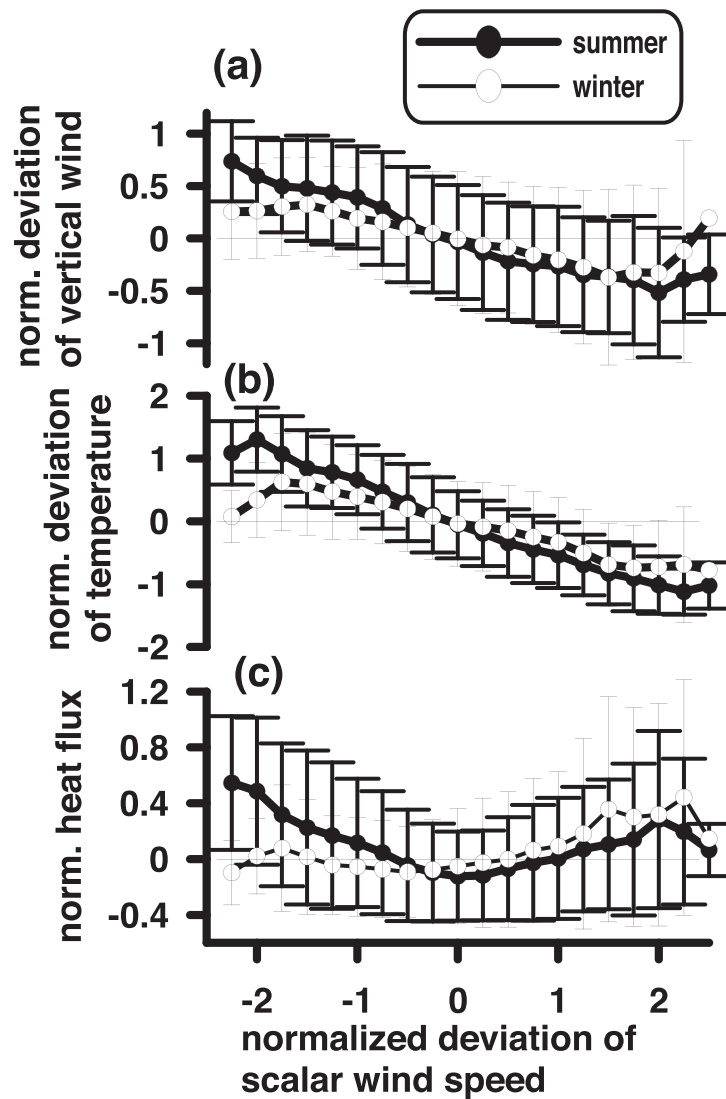 summer
winter
(a)
norm. deviation
of vertical wind
1
0.5
0
-0.5
-1
(b)
norm. deviation
of temperature
2
1
0
-1
-2
(c)
norm. heat flux
1.2
0.8
0.4
0
-0.4
-2 -1 0 1 2
normalized deviation of
scalar wind speed